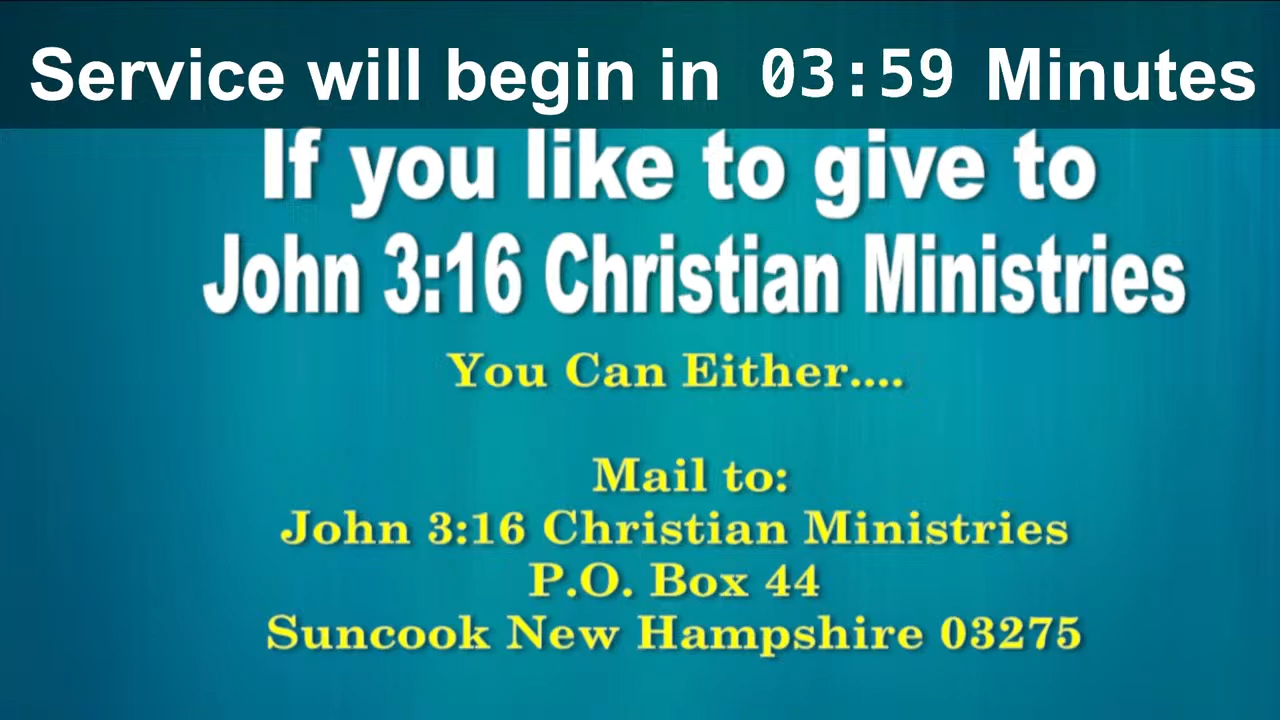 Service will begin in 03:59 Minutes
If you like to give to
John 3:16 Christian Ministries
You Can Either....
Mail to:
John 3:16 Christian Ministries
P.O. Box 44
Suncook New Hampshire 03275